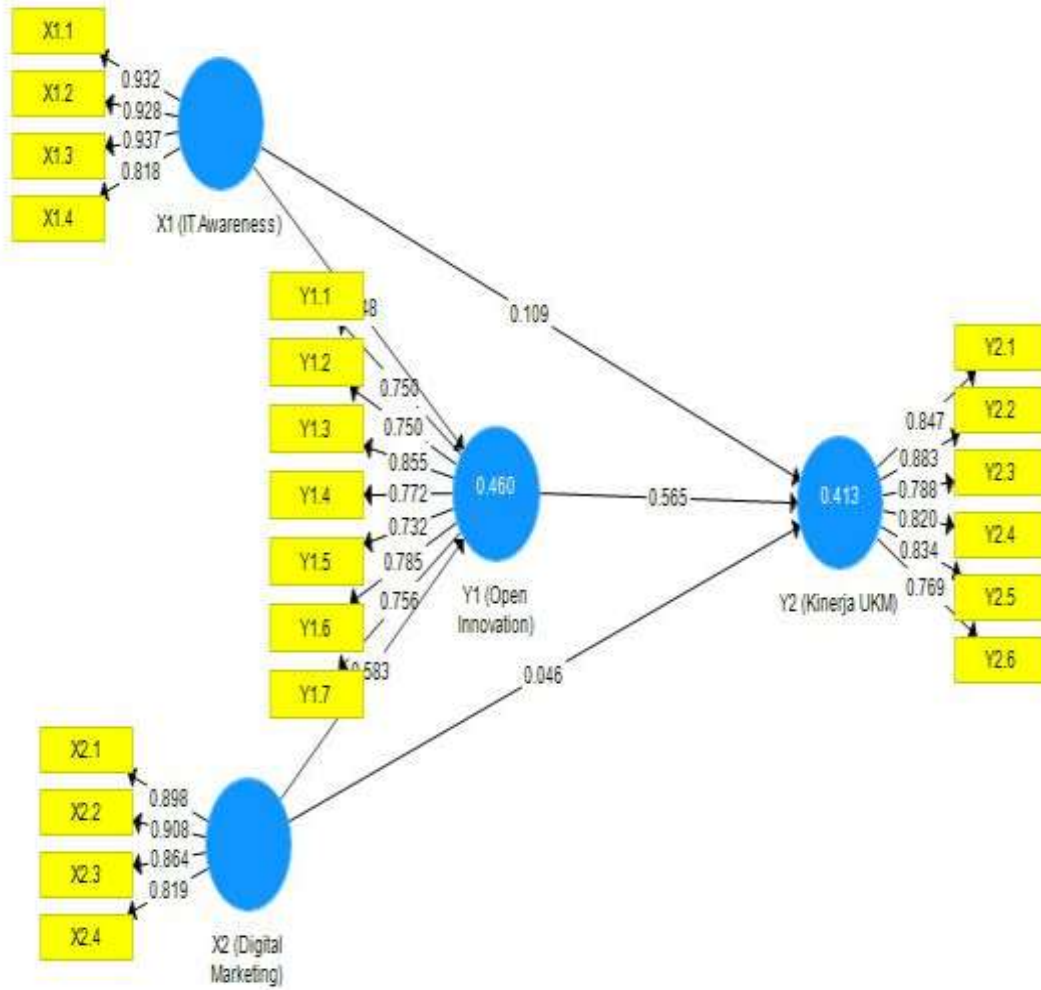 X1.1
X1.2
X1.3
X1.4
0.932
0.928
0.937
0.818
X1 (IT Awareness)
0.109
Y1.1
Y1.2
Y1.3
Y1.4
Y1.5
Y1.6
Y1.7
0.750
0.750
0.855
0.772
0.732
0.785
0.756
0.583
0.460
Y1 (Open
Innovation)
0.565
0.413
Y2 (Kinerja UKM)
0.847
0.883
0.788
0.820
0.834
0.769
Y2.1
Y2.2
Y2.3
Y2.4
Y2.5
Y2.6
0.046
X2.1
X2.2
X2.3
X2.4
0.898
0.908
0.864
0.819
X2 (Digital
Marketing)